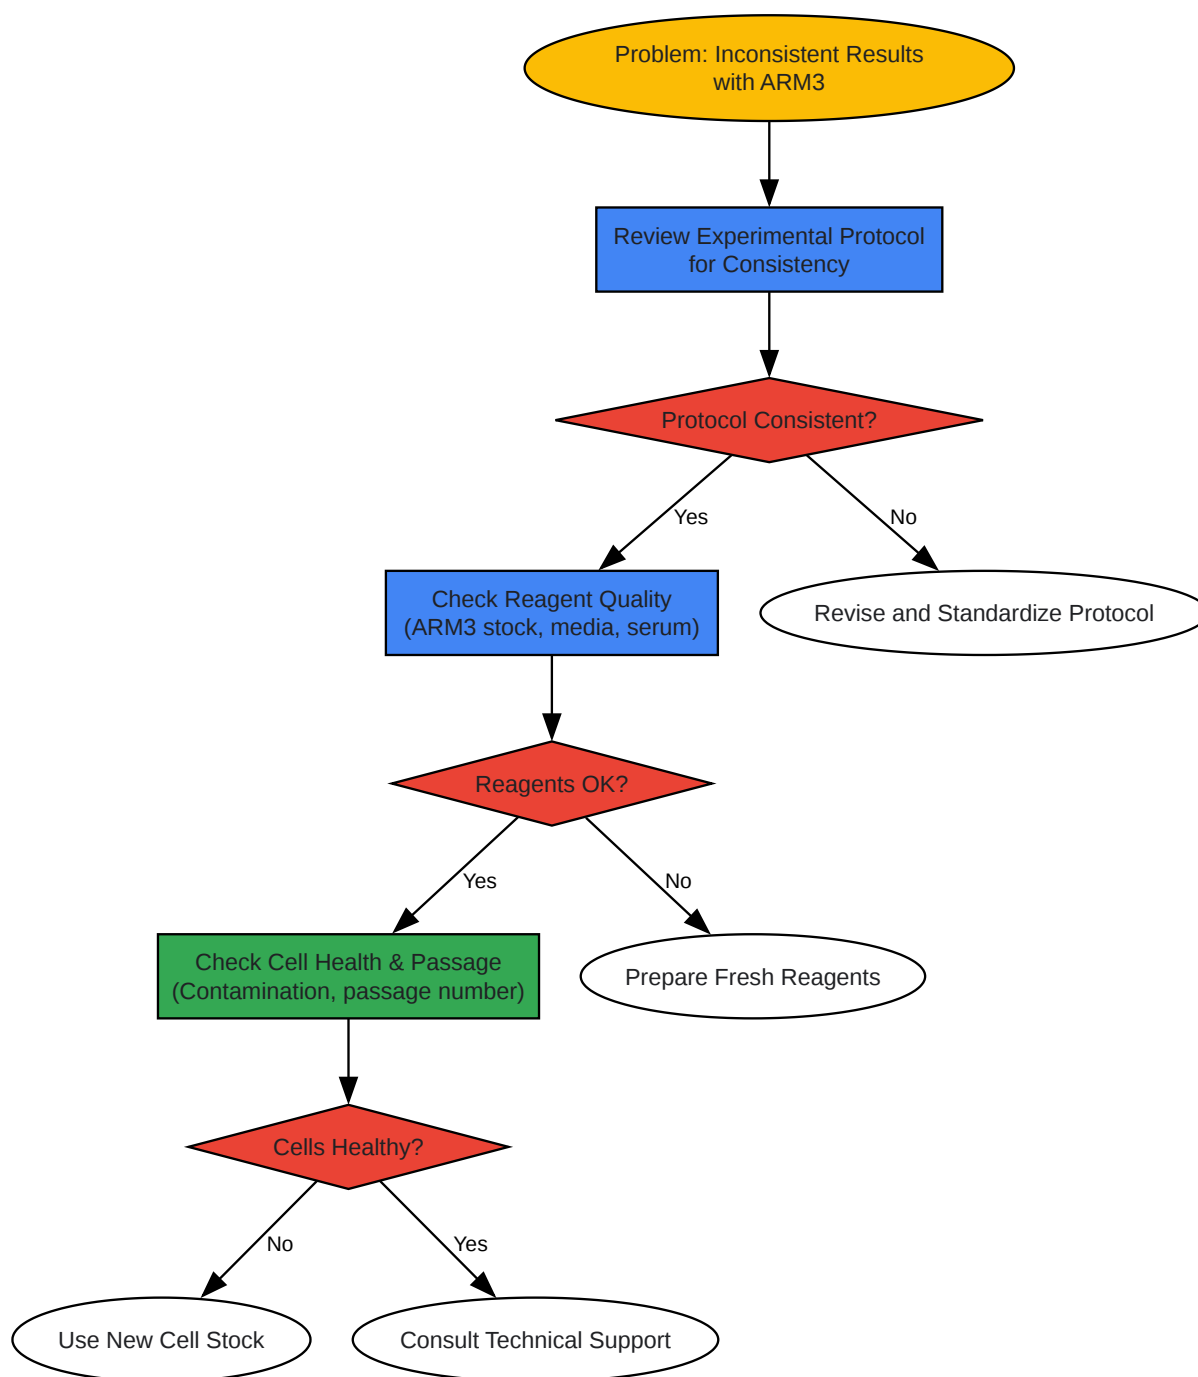 Problem: Inconsistent Results
with ARM3
Review Experimental Protocol
for Consistency
Protocol Consistent?
Yes
No
Check Reagent Quality
(ARM3 stock, media, serum)
Revise and Standardize Protocol
Reagents OK?
Yes
No
Check Cell Health & Passage
(Contamination, passage number)
Prepare Fresh Reagents
Cells Healthy?
No
Yes
Use New Cell Stock
Consult Technical Support